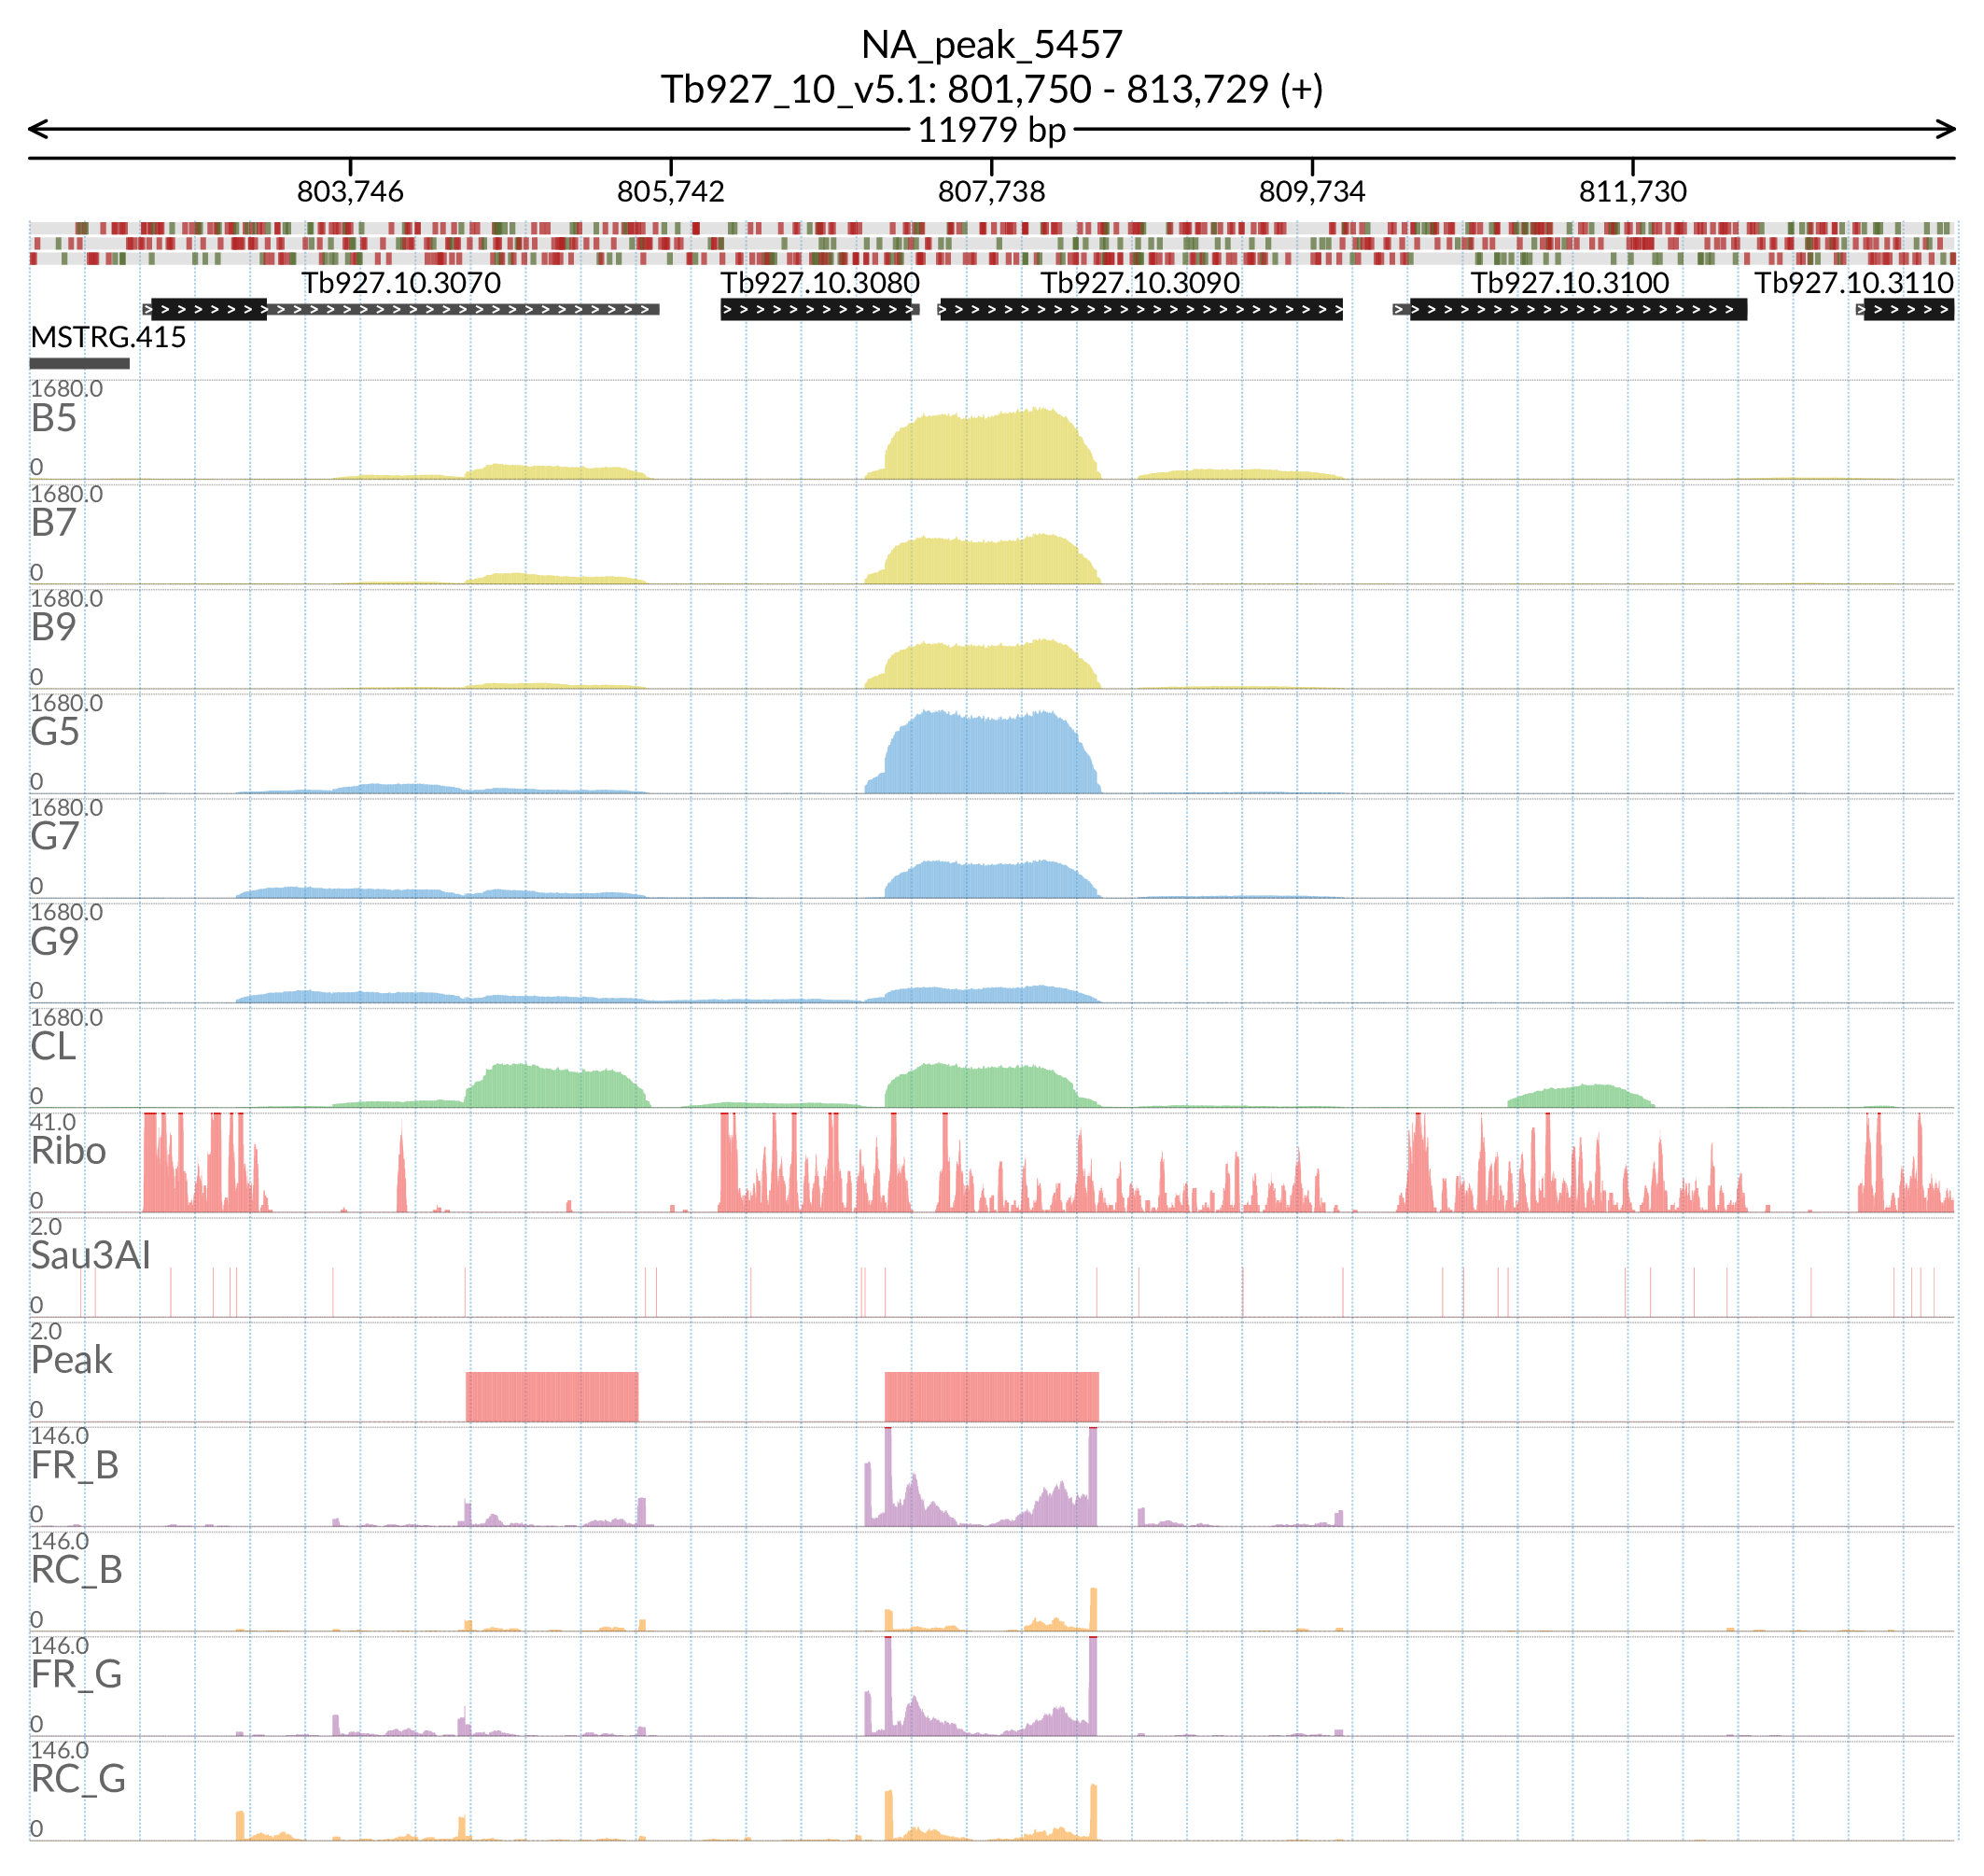 NA_peak_5457
Tb927_10_v5.1: 801,750 - 813,729 (+)
11979 bp
803,746 805,742 807,738 809,734 811,730
Tb927.10.3070 Tb927.10.3080 Tb927.10.3090 Tb927.10.3100 Tb927.10.3110
MSTRG.415
1680.0
B5
0
1680.0
B7
0
1680.0
B9
0
1680.0
G5
0
1680.0
G7
0
1680.0
G9
0
1680.0
CL
0
41.0
Ribo
0
2.0
Sau3AI
0
2.0
Peak
0
146.0
FR_B
0
146.0
RC_B
0
146.0
FR_G
0
146.0
RC_G
0